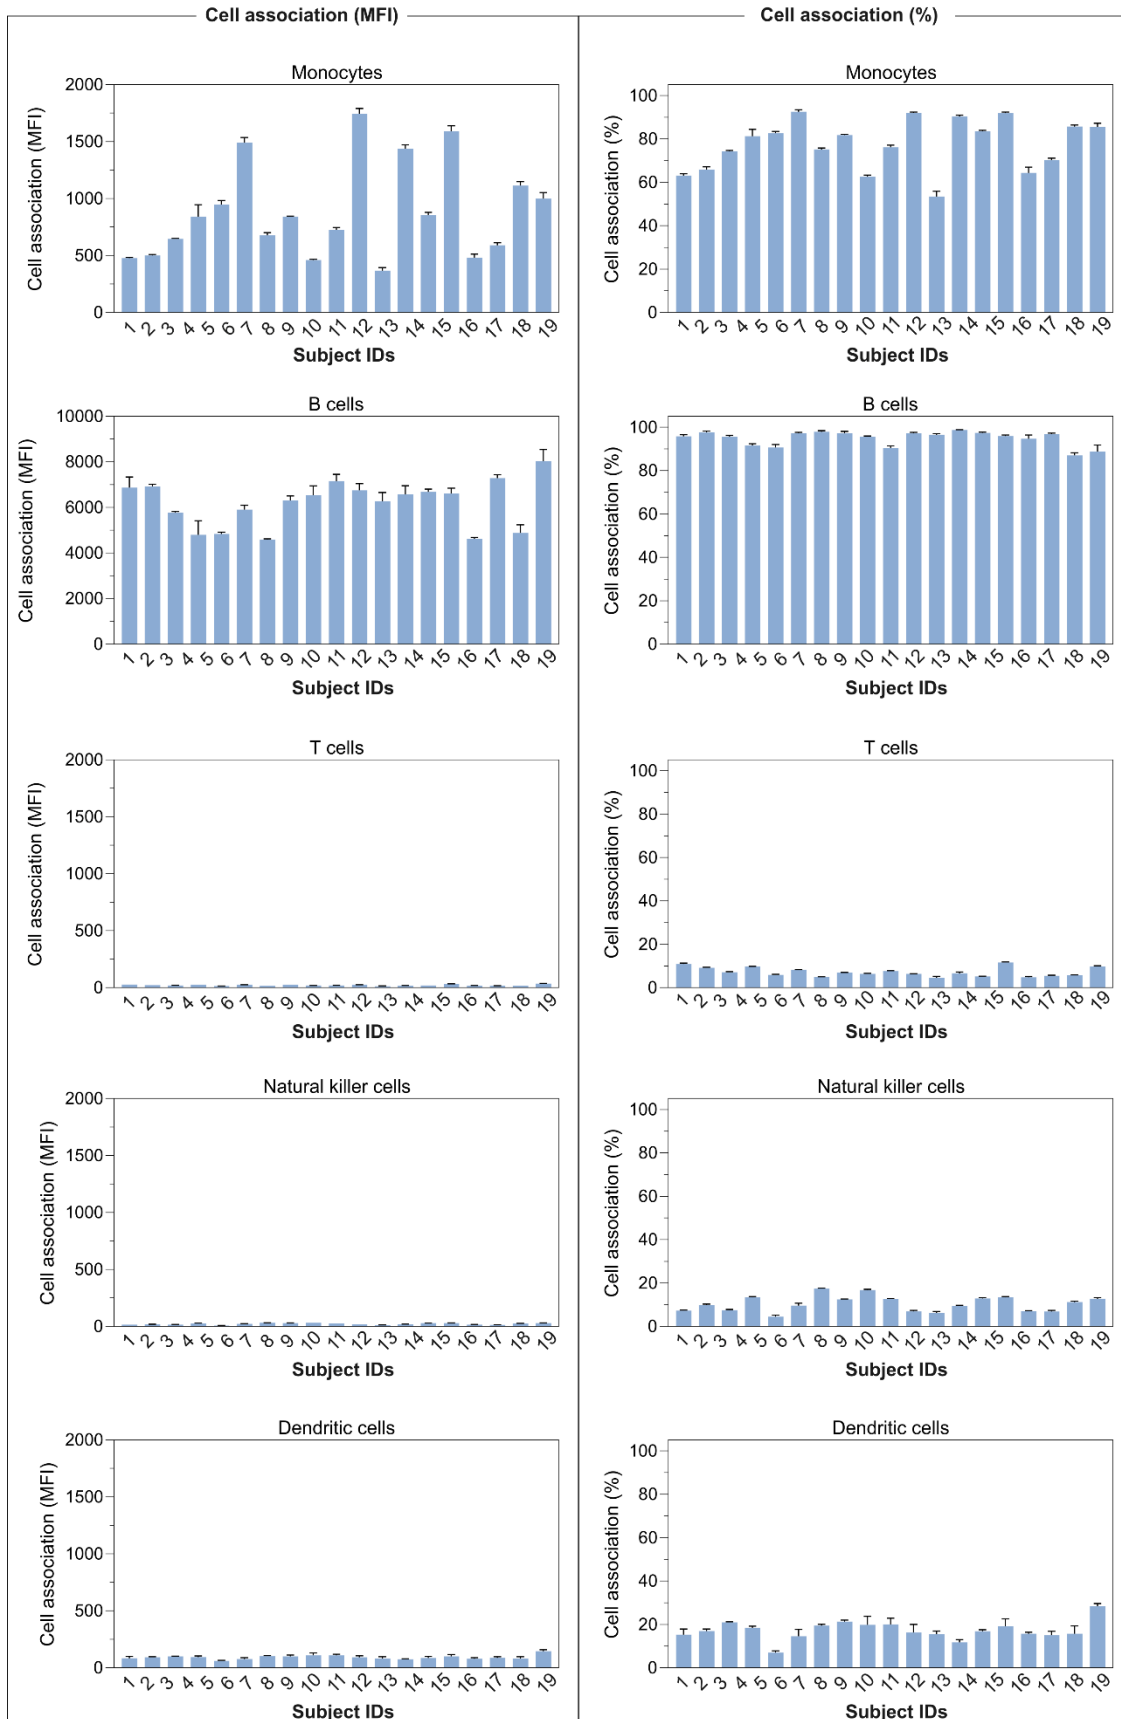 Cell association (MFI)
Cell association (%)
Monocytes
Cell association (MFI)
2000
1500
1000
500
0
1 2 3 4 5 6 7 8 9 10 11 12 13 14 15 16 17 18 19
Subject IDs
Monocytes
Cell association (%)
100
80
60
40
20
0
1 2 3 4 5 6 7 8 9 10 11 12 13 14 15 16 17 18 19
Subject IDs
B cells
Cell association (MFI)
10000
8000
6000
4000
2000
0
1 2 3 4 5 6 7 8 9 10 11 12 13 14 15 16 17 18 19
Subject IDs
B cells
Cell association (%)
100
80
60
40
20
0
1 2 3 4 5 6 7 8 9 10 11 12 13 14 15 16 17 18 19
Subject IDs
T cells
Cell association (MFI)
2000
1500
1000
500
0
1 2 3 4 5 6 7 8 9 10 11 12 13 14 15 16 17 18 19
Subject IDs
T cells
Cell association (%)
100
80
60
40
20
0
1 2 3 4 5 6 7 8 9 10 11 12 13 14 15 16 17 18 19
Subject IDs
Natural killer cells
Cell association (MFI)
2000
1500
1000
500
0
1 2 3 4 5 6 7 8 9 10 11 12 13 14 15 16 17 18 19
Subject IDs
Natural killer cells
Cell association (%)
100
80
60
40
20
0
1 2 3 4 5 6 7 8 9 10 11 12 13 14 15 16 17 18 19
Subject IDs
Dendritic cells
Cell association (MFI)
2000
1500
1000
500
0
1 2 3 4 5 6 7 8 9 10 11 12 13 14 15 16 17 18 19
Subject IDs
Dendritic cells
Cell association (%)
100
80
60
40
20
0
1 2 3 4 5 6 7 8 9 10 11 12 13 14 15 16 17 18 19
Subject IDs